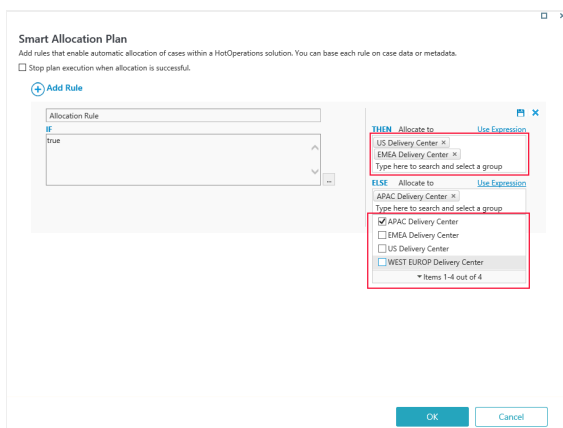 Smart Allocation Plan
Add rules that enable automatic allocation of cases within a HotOperations solution. You can base each rule on case data or metadata.
Stop plan execution when allocation is successful.
Add Rule
Allocation Rule
IF
true
...
THEN Allocate to Use Expression
US Delivery Center ×
EMEA Delivery Center ×
Type here to search and select a group
ELSE Allocate to Use Expression
APAC Delivery Center ×
Type here to search and select a group
APAC Delivery Center
EMEA Delivery Center
US Delivery Center
WEST EUROP Delivery Center
Items 1-4 out of 4
OK Cancel